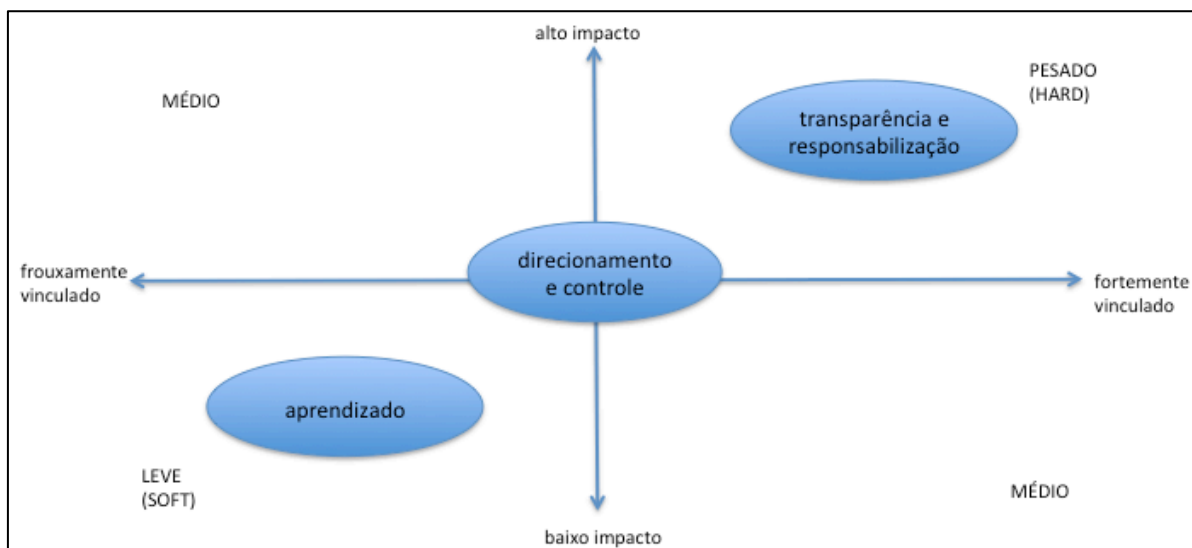 alto impacto
MÉDIO
PESADO
(HARD)
transparência e
responsabilização
direcionamento
e controle
frouxamente
vinculado
fortemente
vinculado
aprendizado
LEVE
(SOFT)
MÉDIO
baixo impacto